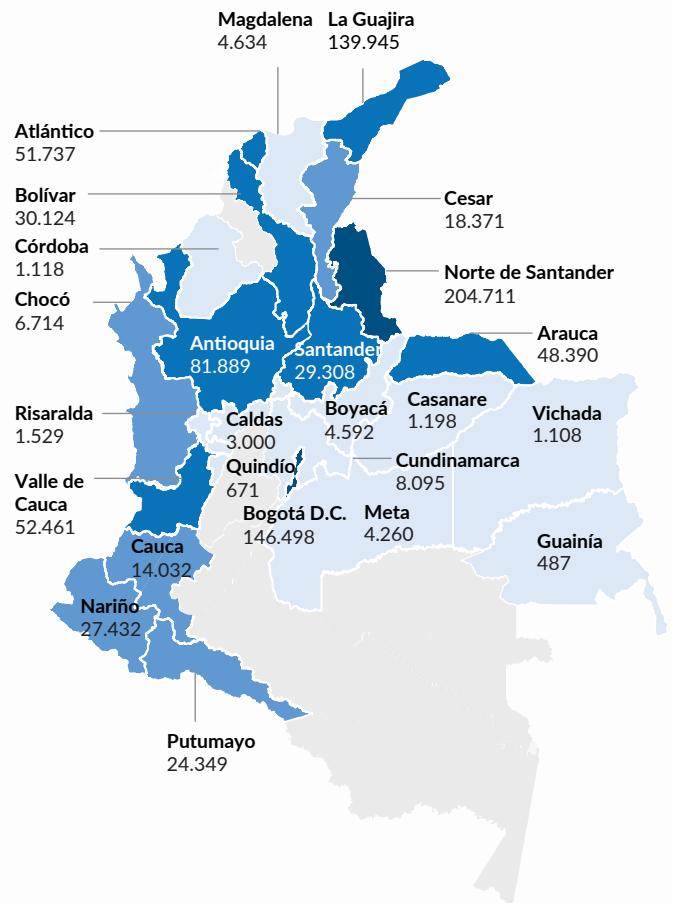 Magdalena
4.634
La Guajira
139.945
Atlántico
51.737
Bolívar
30.124
Cesar
18.371
Córdoba
1.118
Norte de Santander
204.711
Chocó
6.714
Arauca
48.390
Antioquia
81.889
Santander
29.308
Risaralda
1.529
Caldas
3.000
Boyacá
4.592
Casanare
1.198
Vichada
1.108
Quindío
671
Cundinamarca
8.095
Valle de
Cauca
52.461
Bogotá D.C.
146.498
Meta
4.260
Guainía
487
Cauca
14.032
Nariño
27.432
Putumayo
24.349